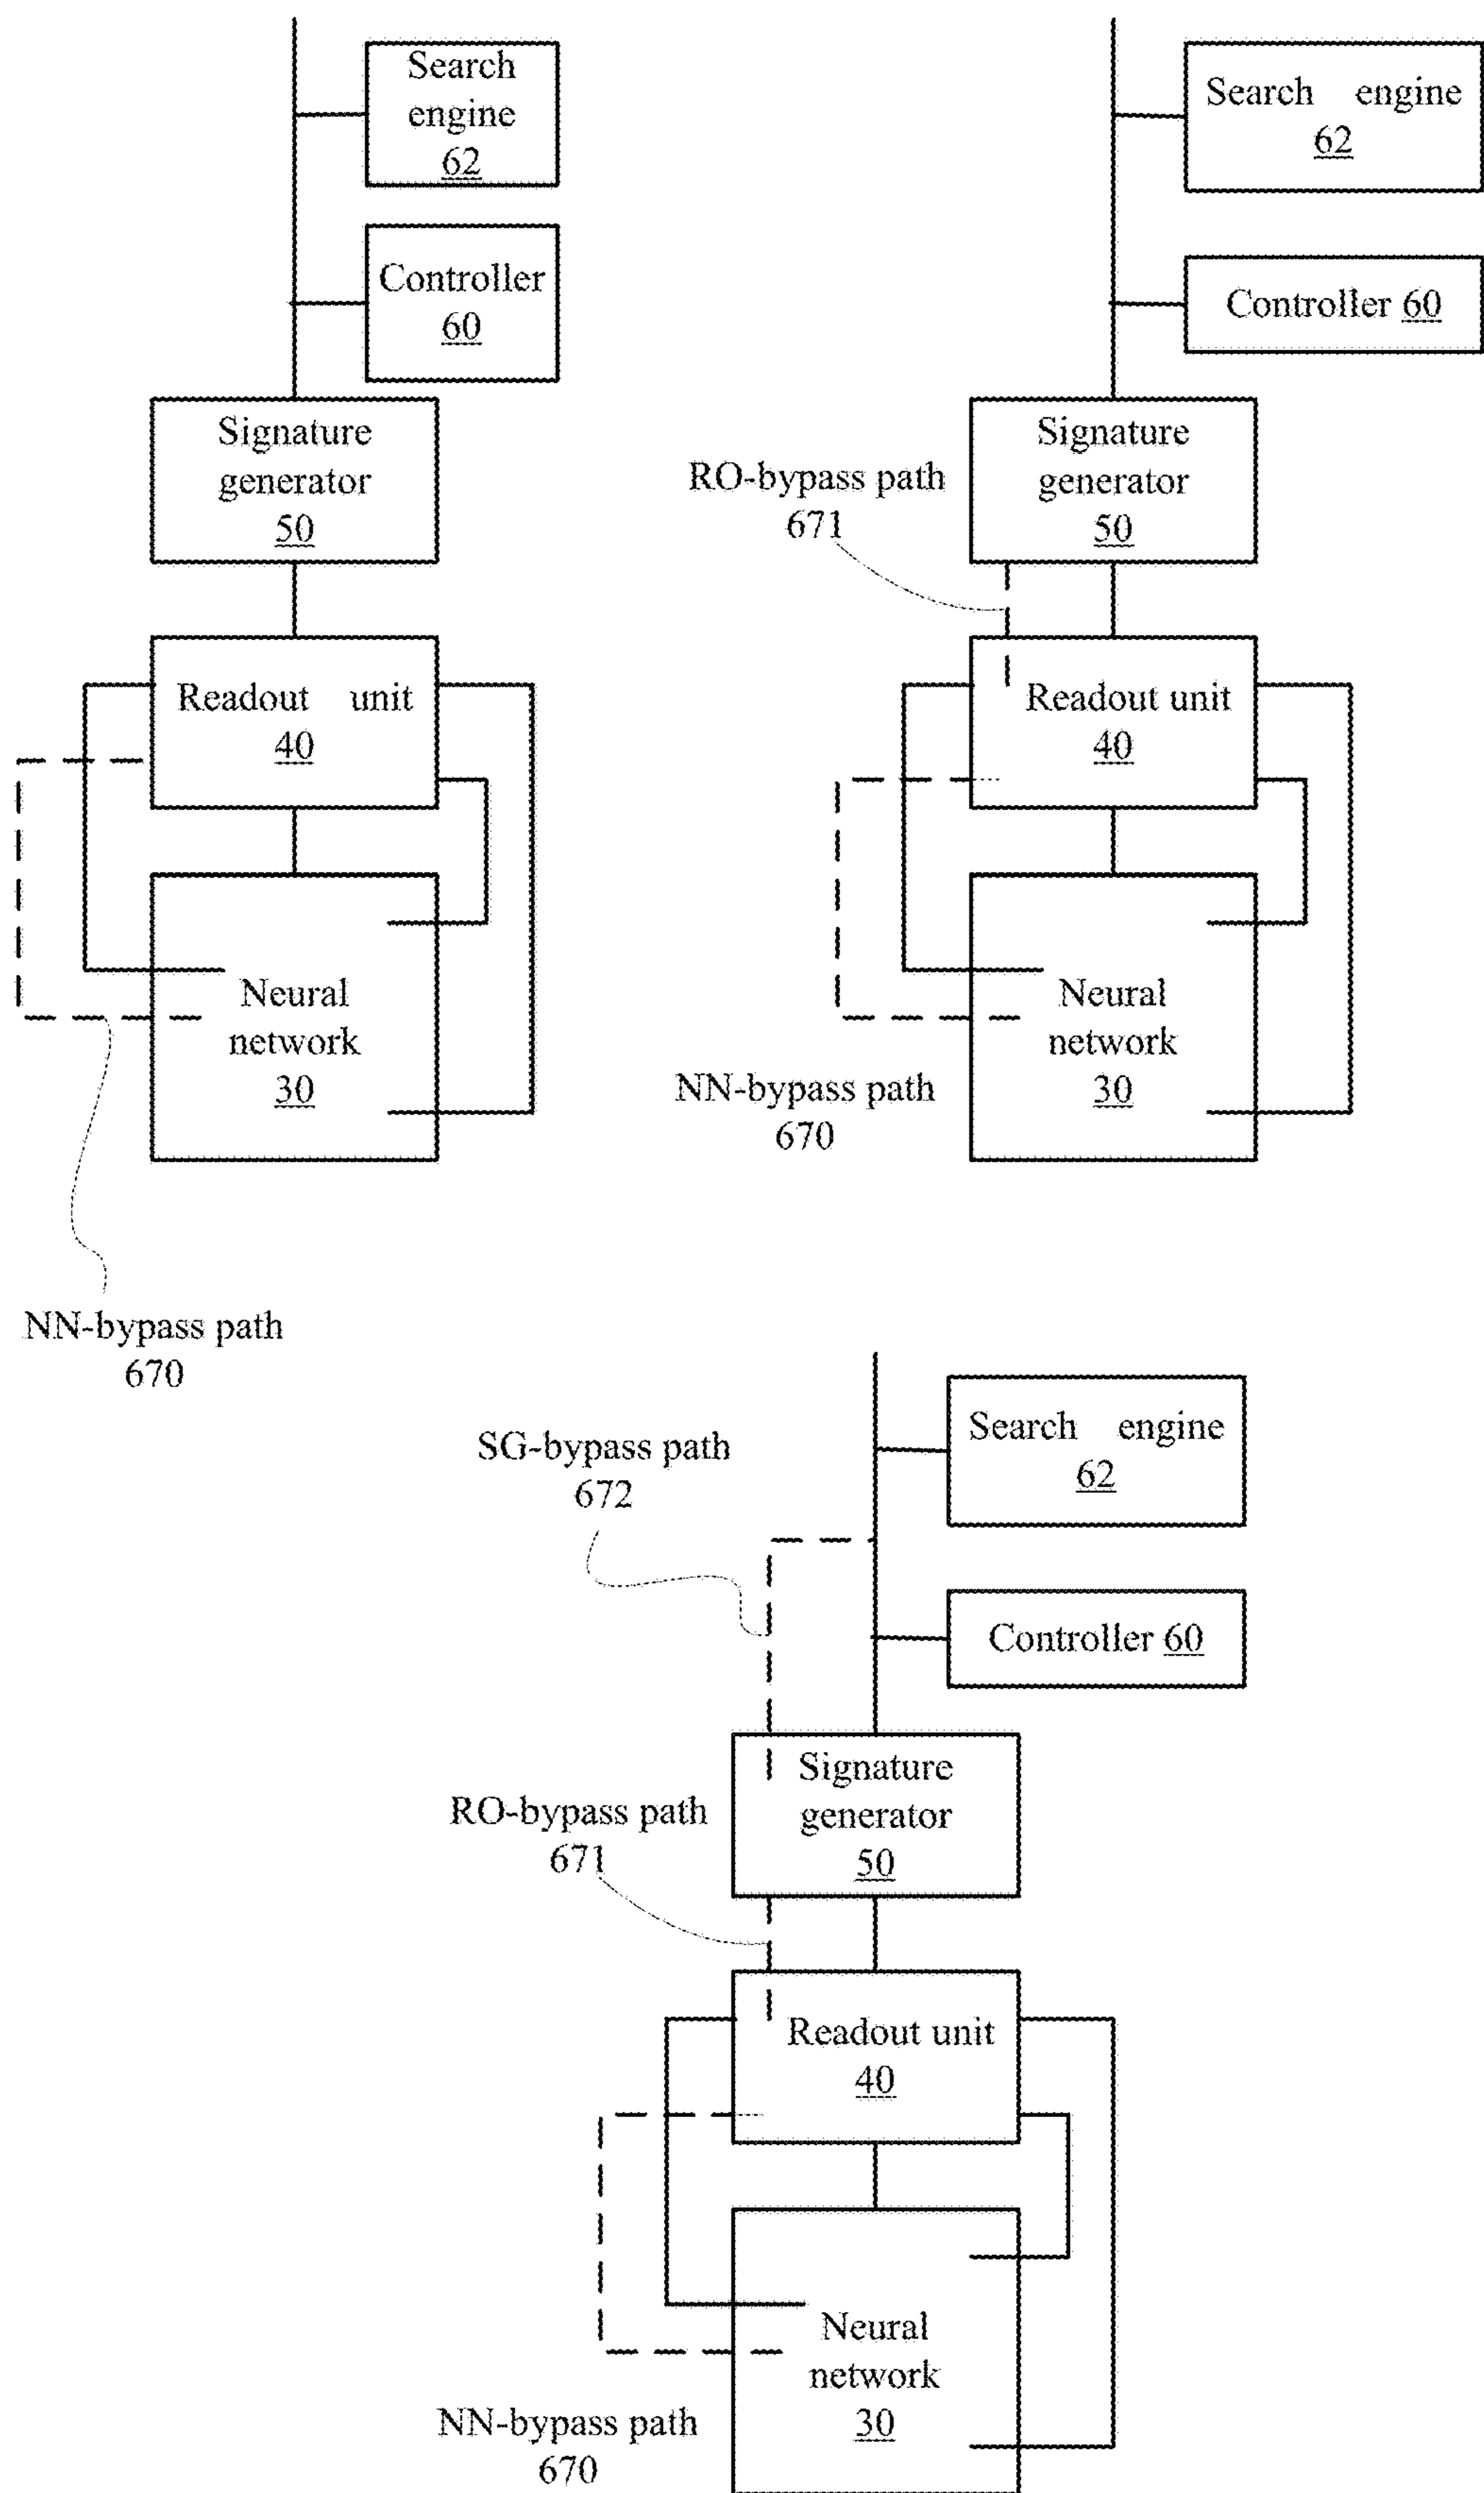 Search
engine
62
Controller
60
Signature
generator
50
Readout unit
40
Neural
network
30
NN-bypass path
670
Search engine
62
Controller 60
Signature
generator
50
RO-bypass path
671
Readout unit
40
Neural
network
30
NN-bypass path
670
Search engine
62
SG-bypass path
672
Controller 60
Signature
generator
50
RO-bypass path
671
Readout unit
40
Neural
network
30
NN-bypass path
670